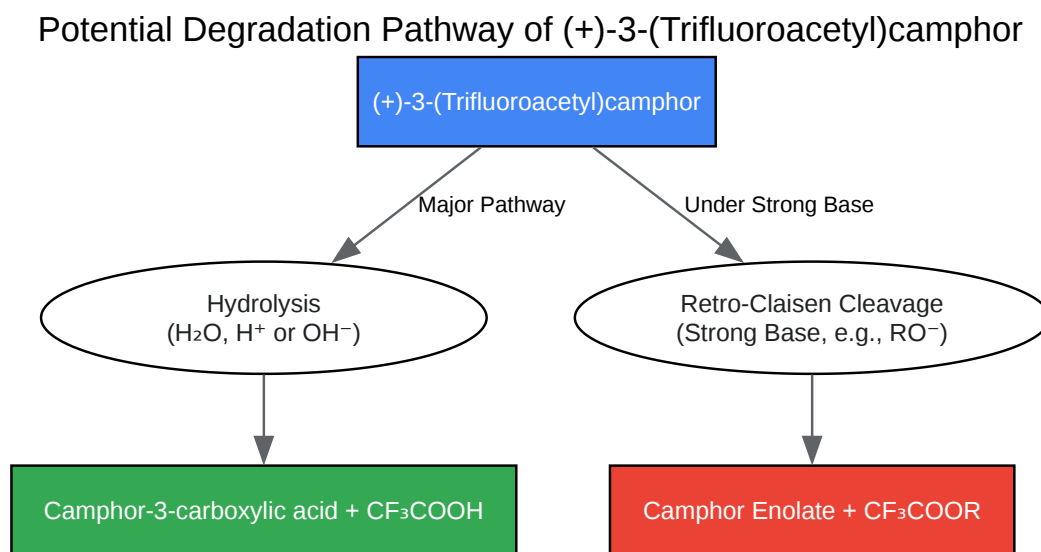 Potential Degradation Pathway of (+)-3-(Trifluoroacetyl)camphor
(+)-3-(Trifluoroacetyl)camphor
Major Pathway
Under Strong Base
Hydrolysis
(H₂O, H⁺ or OH⁻)
Retro-Claisen Cleavage
(Strong Base, e.g., RO⁻)
Camphor-3-carboxylic acid + CF₃COOH
Camphor Enolate + CF₃COOR